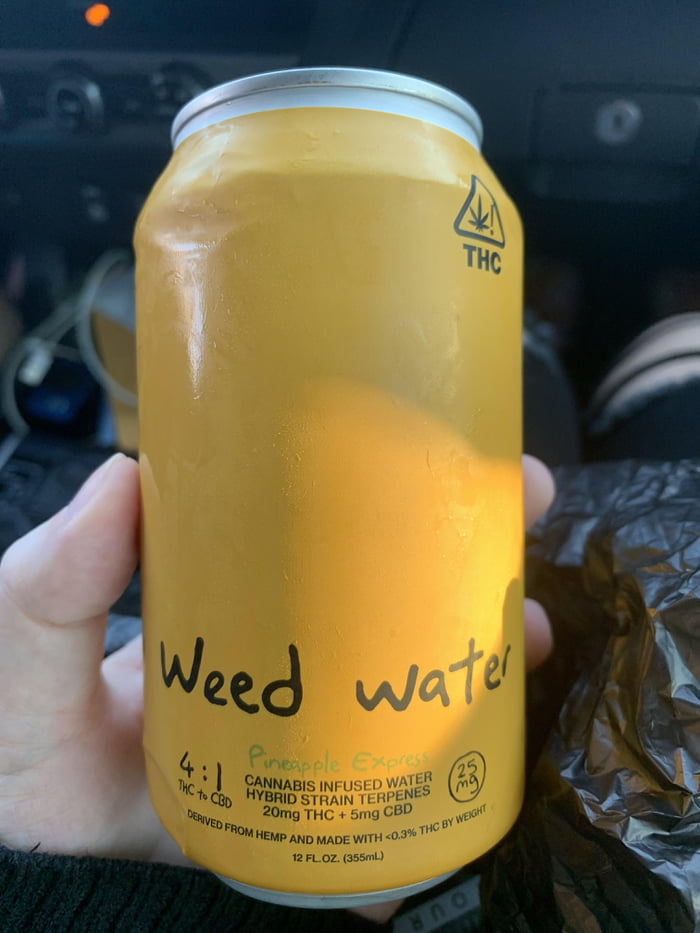 THC
Weed water
Pineapple Express
4:1
THC to CBD
CANNABIS INFUSED WATER
HYBRID STRAIN TERPENES
20mg THC + 5mg CBD
25
mg
DERIVED FROM HEMP AND MADE WITH <0.3% THC BY WEIGHT
12 FL.OZ. (355mL)
OUR